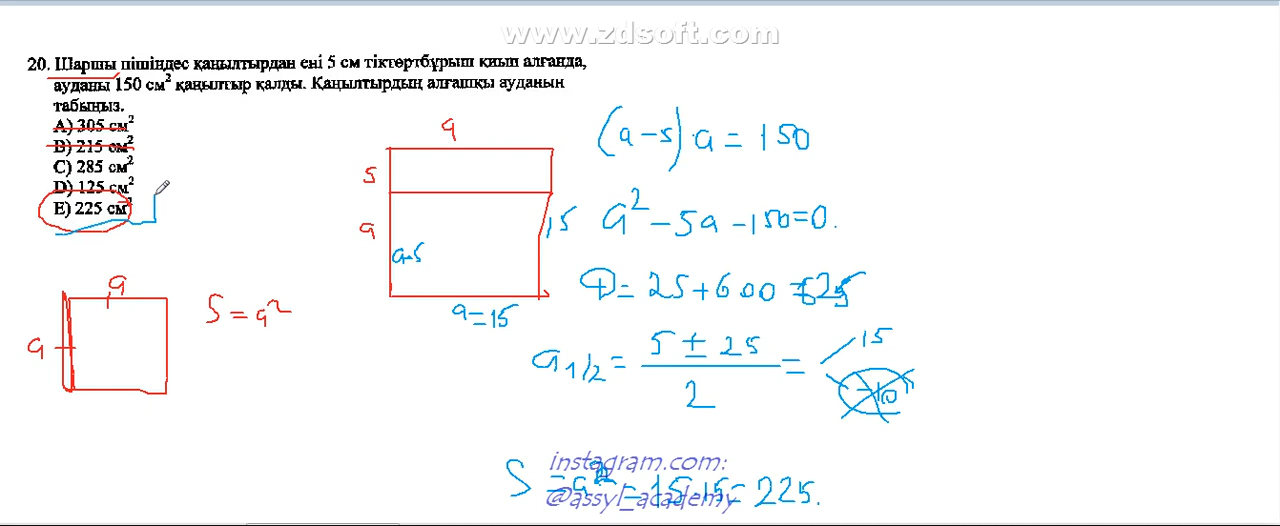 www.zdsoft.com
20. Шаршы пішіндес қаңылтырдан ені 5 см тіктөртбұрыш қиып алғанда,
ауданы 150 см² қаңылтыр қалды. Қаңылтырдың алғашқы ауданын
табыңыз.
A) 305 см²
B) 215 см²
C) 285 см²
D) 125 см²
E) 225 см²
a
5
a
a-5
15
a=15
a
a
S=a²
(a-5)·a=150
a²-5a-150=0.
D=25+600=625
a1/2=5±25/2=
15
-10
instagram.com:
@assyl_academy
S=a²=15·15=225.